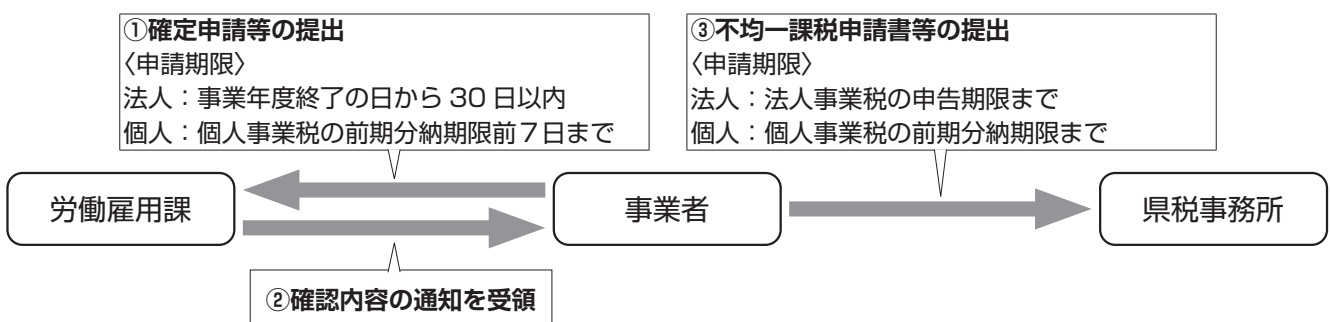 ①確定申請等の提出
〈申請期限〉
法人：事業年度終了の日から 30 日以内
個人：個人事業税の前期分納期限前７日まで
③不均一課税申請書等の提出
〈申請期限〉
法人：法人事業税の申告期限まで
個人：個人事業税の前期分納期限まで
労働雇用課
事業者
県税事務所
②確認内容の通知を受領